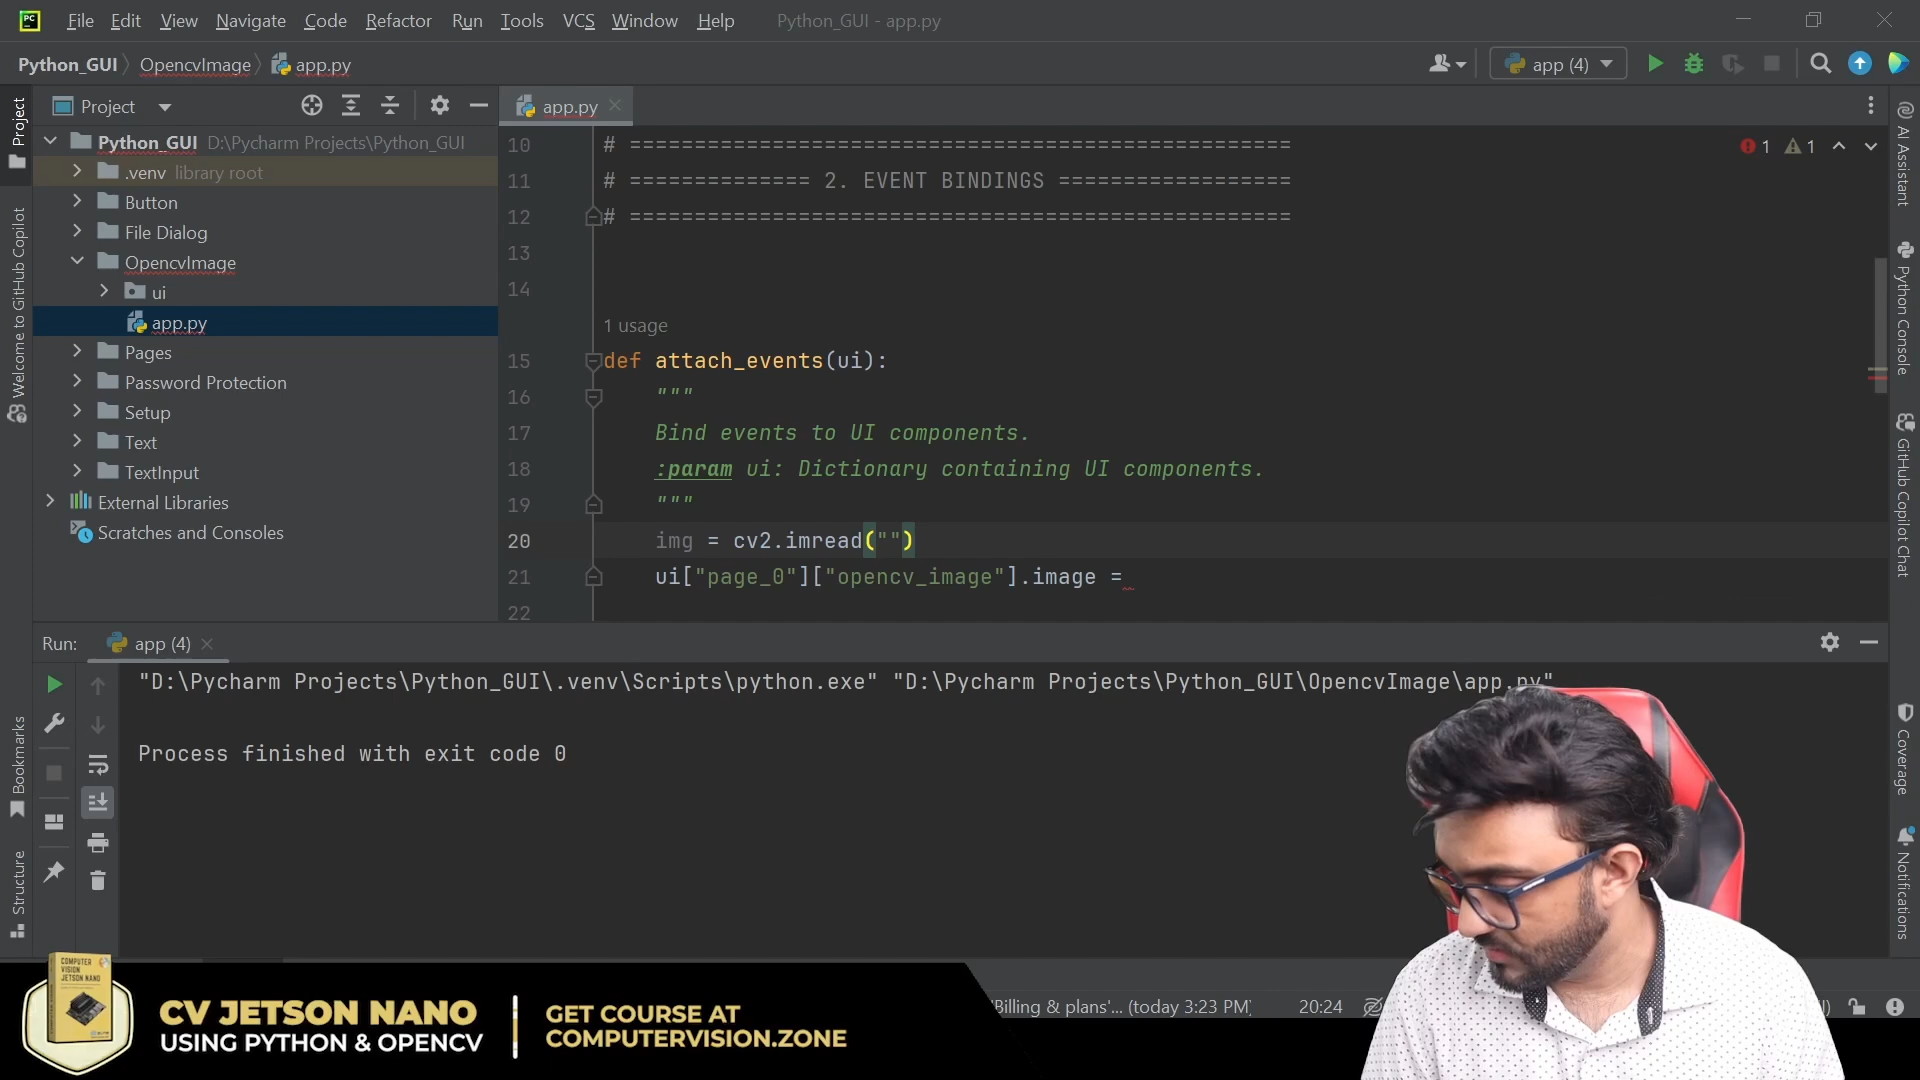 PC File Edit View Navigate Code Refactor Run Tools VCS Window Help Python_GUI - app.py
Python_GUI OpencvImage app.py app (4)
Project
app.py
Python_GUI D:\Pycharm Projects\Python_GUI
.venv library root
Button
File Dialog
OpencvImage
ui
app.py
Pages
Password Protection
Setup
Text
TextInput
External Libraries
Scratches and Consoles
10 # ===================================================
11 # ============== 2. EVENT BINDINGS ==================
12 # ===================================================
13
14
1 usage
15 def attach_events(ui):
16 """
17 Bind events to UI components.
18 :param ui: Dictionary containing UI components.
19 """
20 img = cv2.imread("")
21 ui["page_0"]["opencv_image"].image =
22
1 1
Project
Welcome to GitHub Copilot
Bookmarks
Structure
AI Assistant
Python Console
GitHub Copilot Chat
Coverage
Notifications
Run: app (4)
"D:\Pycharm Projects\Python_GUI\.venv\Scripts\python.exe" "D:\Pycharm Projects\Python_GUI\OpencvImage\app.py"
Process finished with exit code 0
'Billing & plans'... (today 3:23 PM) 20:24
COMPUTER
VISION
JETSON NANO
CV JETSON NANO
USING PYTHON & OPENCV
GET COURSE AT
COMPUTERVISION.ZONE